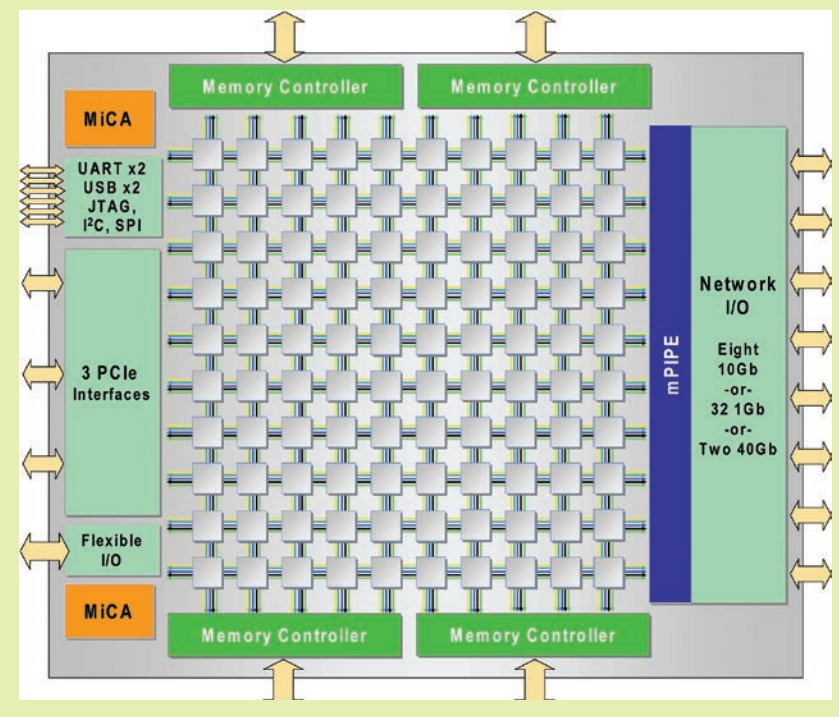 Memory Controller
Memory Controller
MiCA
UART x2
USB x2
JTAG,
I²C, SPI
3 PCIe
Interfaces
Flexible
I/O
MiCA
mPIPE
Network
I/O
Eight
10Gb
-or-
32 1Gb
-or-
Two 40Gb
Memory Controller
Memory Controller